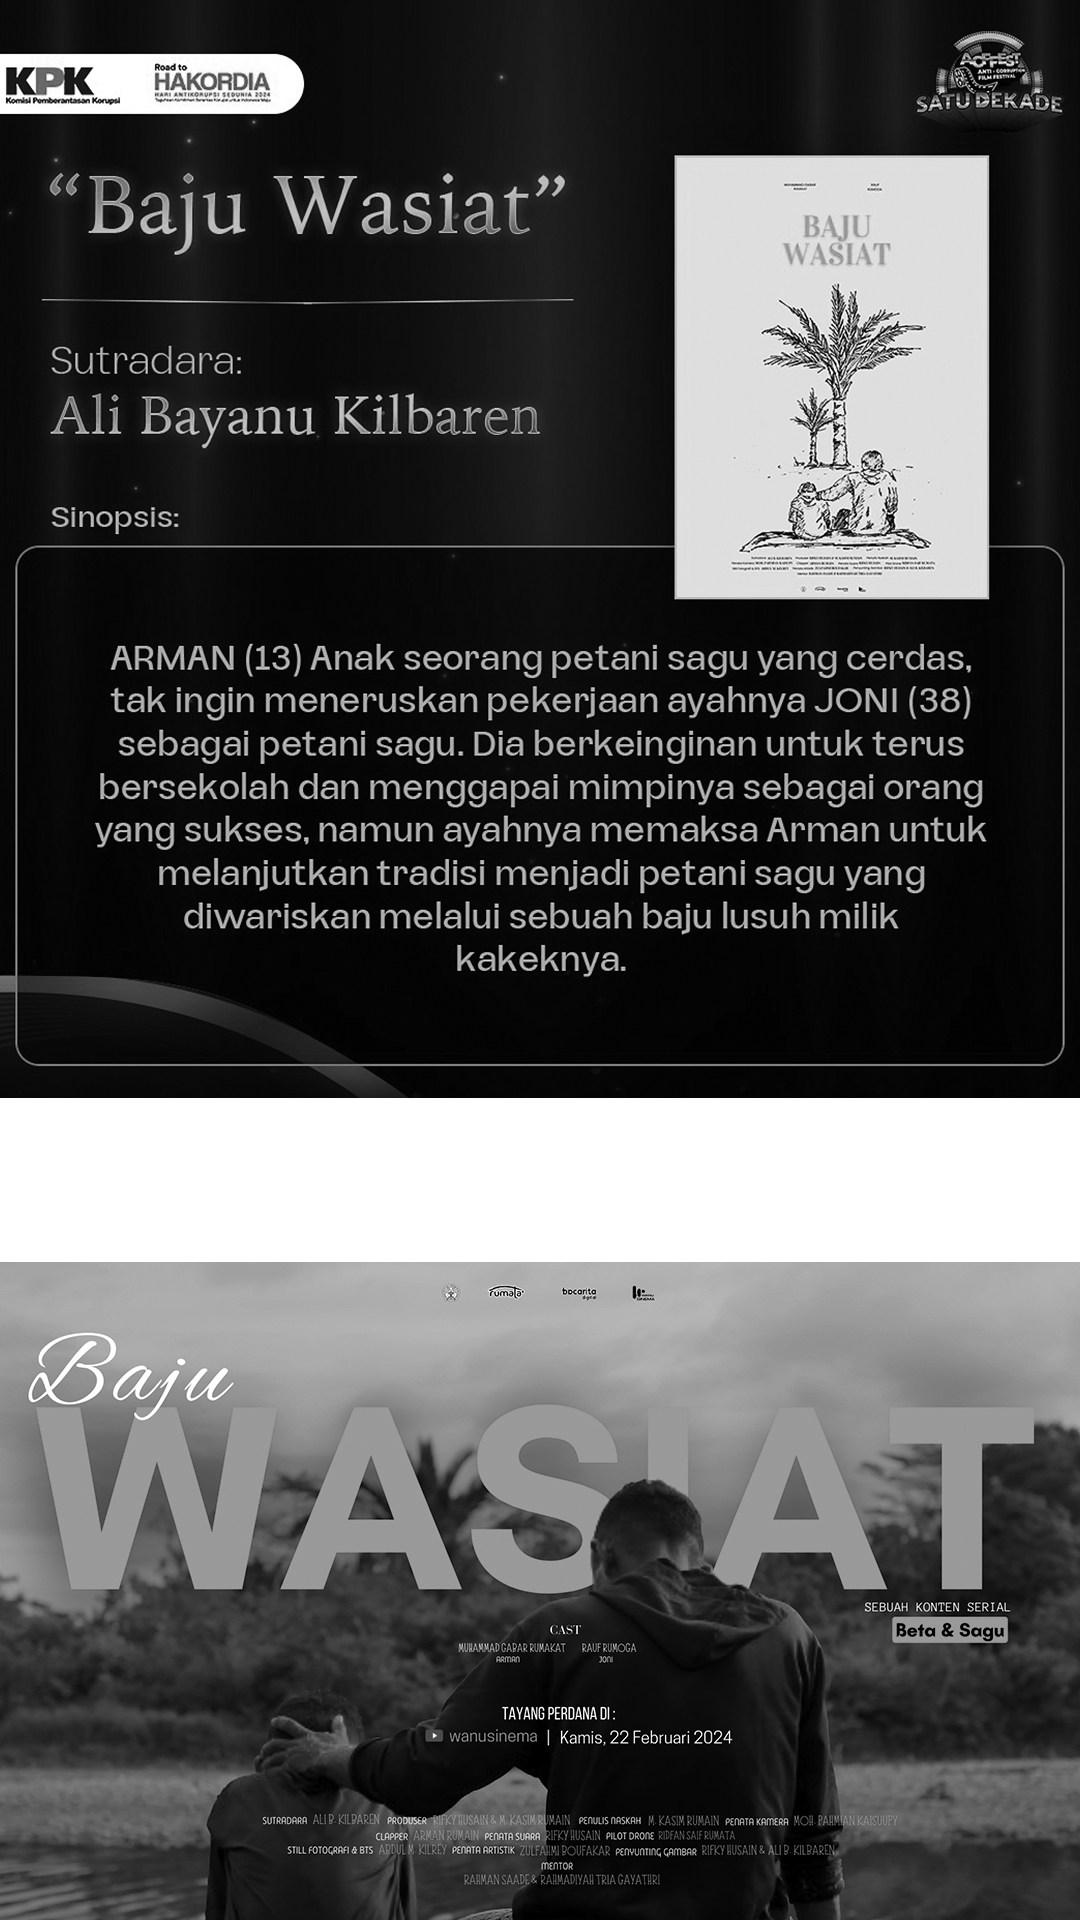 KPK
Komisi Pemberantasan Korupsi
Road to
HAKORDIA
HARI ANTIKORUPSI SEDUNIA 2024
ACFFEST
ANTI - CORRUPTION
FILM FESTIVAL
SATU DEKADE
“Baju Wasiat”
BAJU
WASIAT
Sutradara:
Ali Bayanu Kilbaren
Sinopsis:
ARMAN (13) Anak seorang petani sagu yang cerdas,
tak ingin meneruskan pekerjaan ayahnya JONI (38)
sebagai petani sagu. Dia berkeinginan untuk terus
bersekolah dan menggapai mimpinya sebagai orang
yang sukses, namun ayahnya memaksa Arman untuk
melanjutkan tradisi menjadi petani sagu yang
diwariskan melalui sebuah baju lusuh milik
kakeknya.
rumata'
bocorita
digital
Baju
WASIAT
SEBUAH KONTEN SERIAL
Beta & Sagu
CAST
MUHAMMAD GABAR RUMAKAT RAUF RUMOGA
ARMAN JONI
TAYANG PERDANA DI :
wanusinema | Kamis, 22 Februari 2024
SUTRADARA ALI B. KILBAREN PRODUSER RIFKY HUSAIN & M. KASIM RUMAIN PENULIS NASKAH M. KASIM RUMAIN PENATA KAMERA MOH. PAHMIAN KAISUUPY
CLAPPER ARMAN RUMAIN PENATA SUARA RIFKY HUSAIN PILOT DRONE RIDFAN SAIF RUMATA
STILL FOTOGRAFI & BTS ABDUL M. KILREY PENATA ARTISTIK ZULFAHMI BOUFAKAR PENYUNTING GAMBAR RIFKY HUSAIN & ALI B. KILBAREN
MENTOR
RAHMAN SAADE & RAHMADIYAH TRIA GAYATHRI